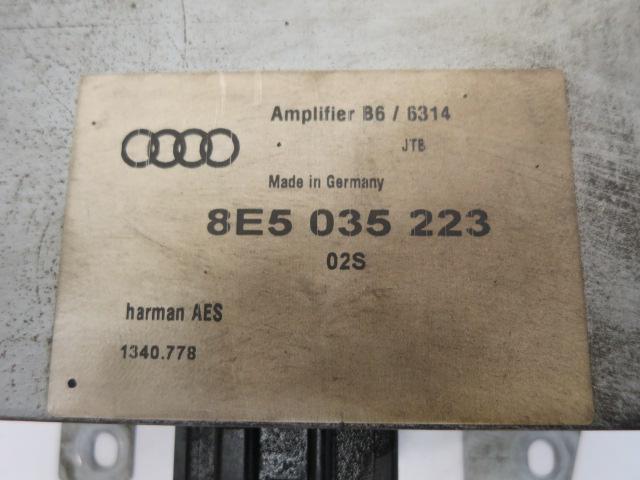 Amplifier B6 / 6314
JTB
Made in Germany
8E5 035 223
02S
harman AES
1340.778